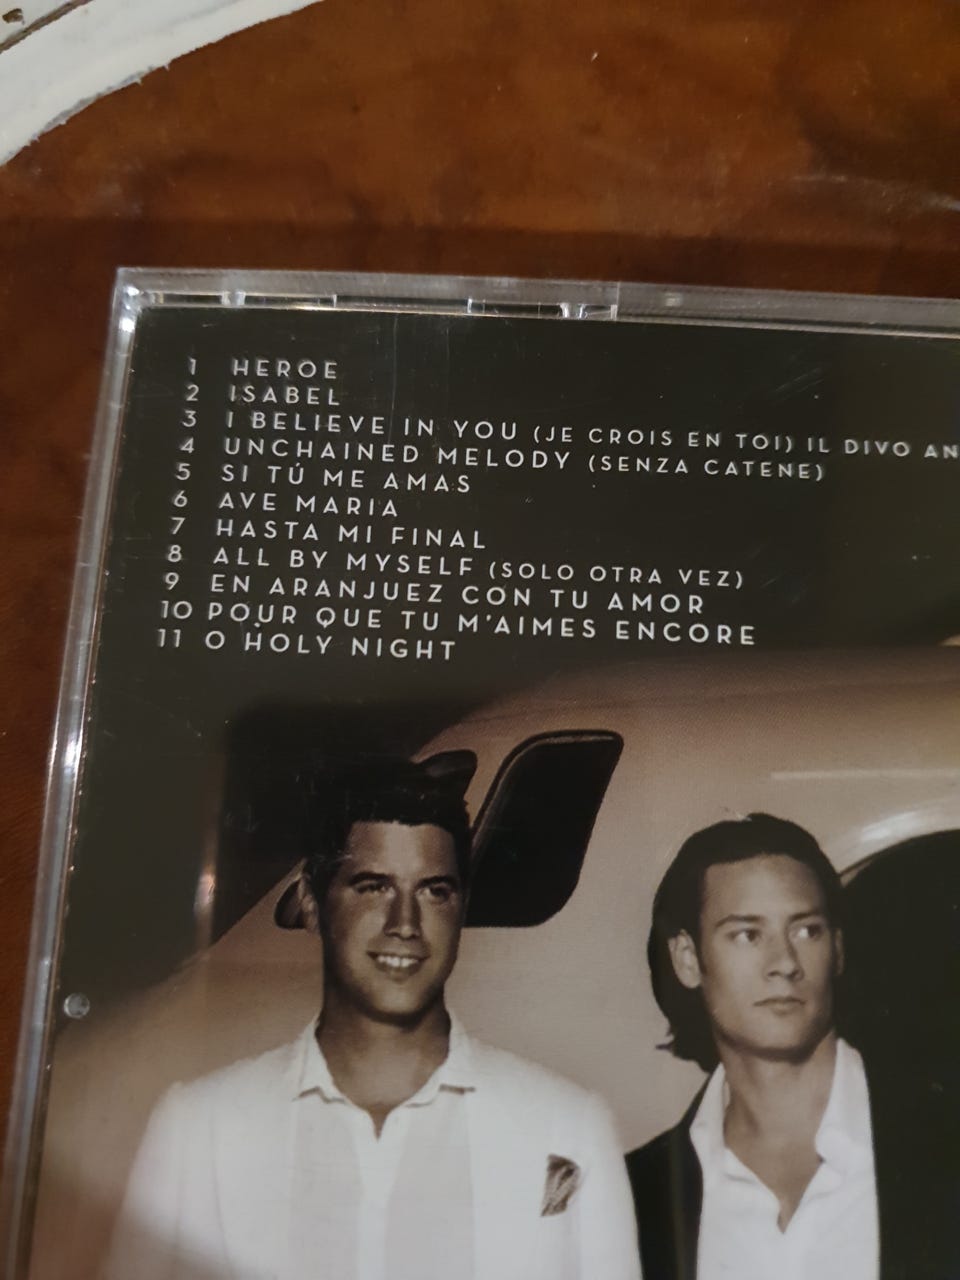 1 HEROE
2 ISABEL
3 I BELIEVE IN YOU (JE CROIS EN TOI) IL DIVO AN
4 UNCHAINED MELODY (SENZA CATENE)
5 SI TÚ ME AMAS
6 AVE MARIA
7 HASTA MI FINAL
8 ALL BY MYSELF (SOLO OTRA VEZ)
9 EN ARANJUEZ CON TU AMOR
10 POUR QUE TU M'AIMES ENCORE
11 O HOLY NIGHT